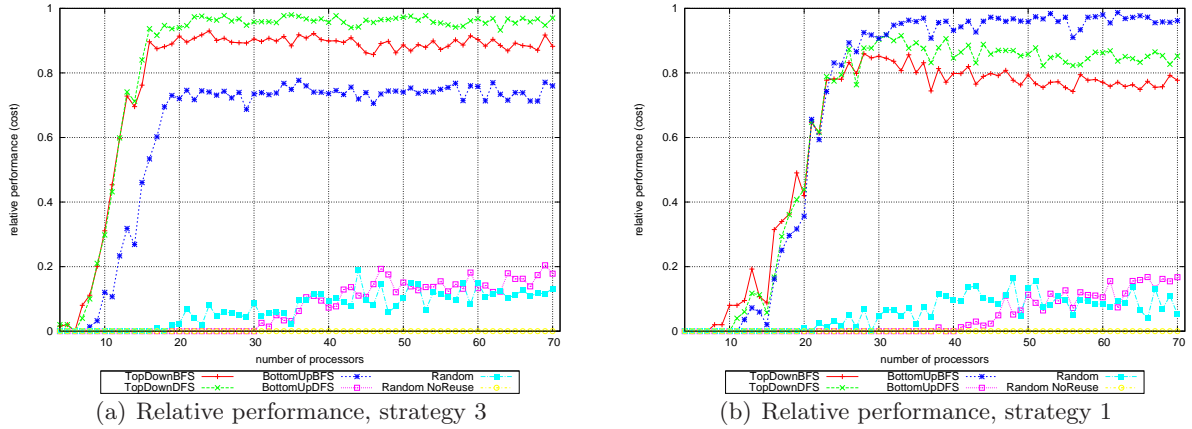 1
0.8
0.6
0.4
0.2
0
relative performance (cost)
10 20 30 40 50 60 70
number of processors
TopDownBFS BottomUpBFS Random
TopDownDFS BottomUpDFS Random NoReuse
(a) Relative performance, strategy 3
1
0.8
0.6
0.4
0.2
0
relative performance (cost)
10 20 30 40 50 60 70
number of processors
TopDownBFS BottomUpBFS Random
TopDownDFS BottomUpDFS Random NoReuse
(b) Relative performance, strategy 1